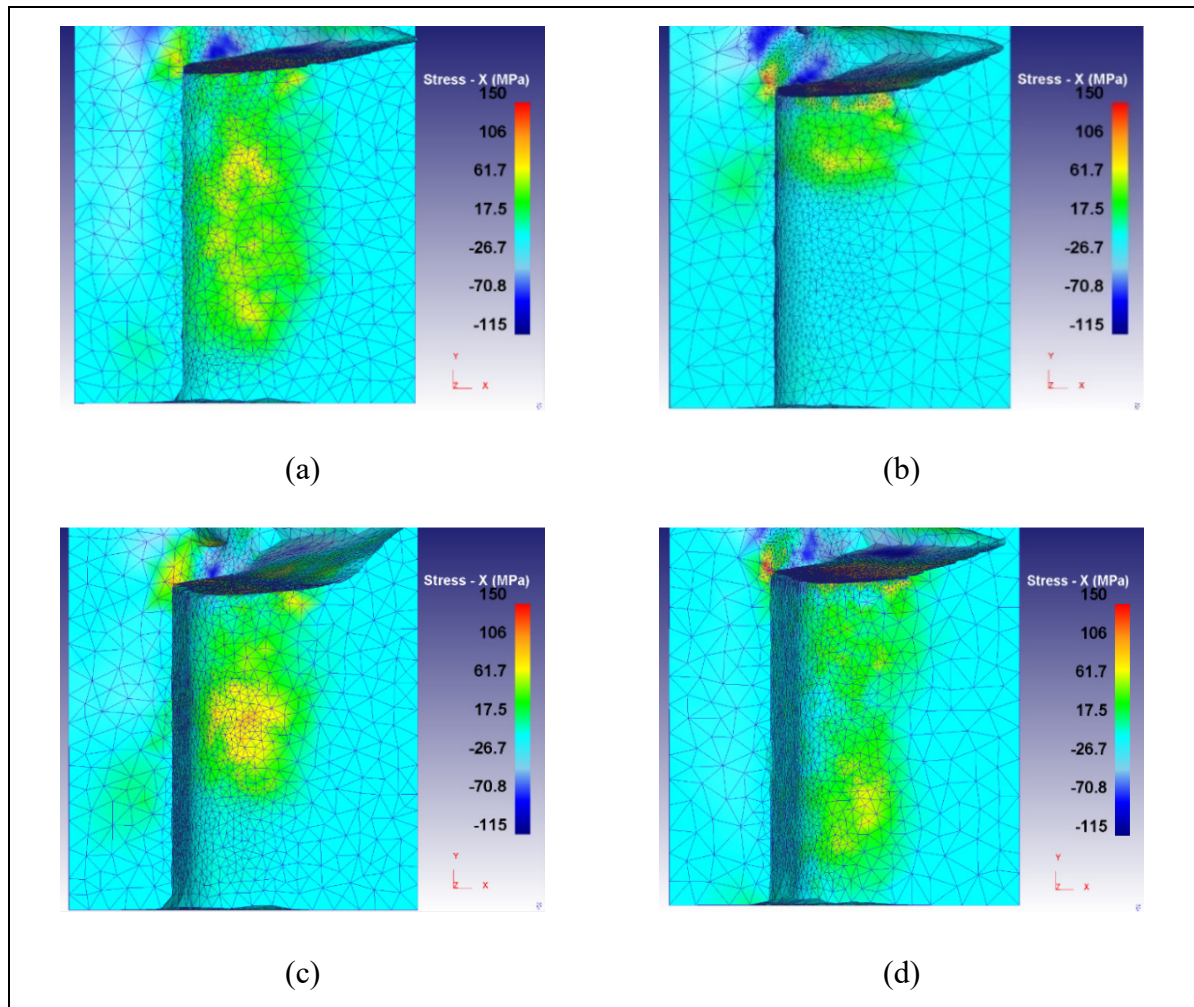 Stress - X (MPa)
150
106
61.7
17.5
-26.7
-70.8
-115
Y
Z X
(a)
Stress - X (MPa)
150
106
61.7
17.5
-26.7
-70.8
-115
Y
Z X
(b)
Stress - X (MPa)
150
106
61.7
17.5
-26.7
-70.8
-115
Y
Z X
(c)
Stress - X (MPa)
150
106
61.7
17.5
-26.7
-70.8
-115
Y
Z X
(d)